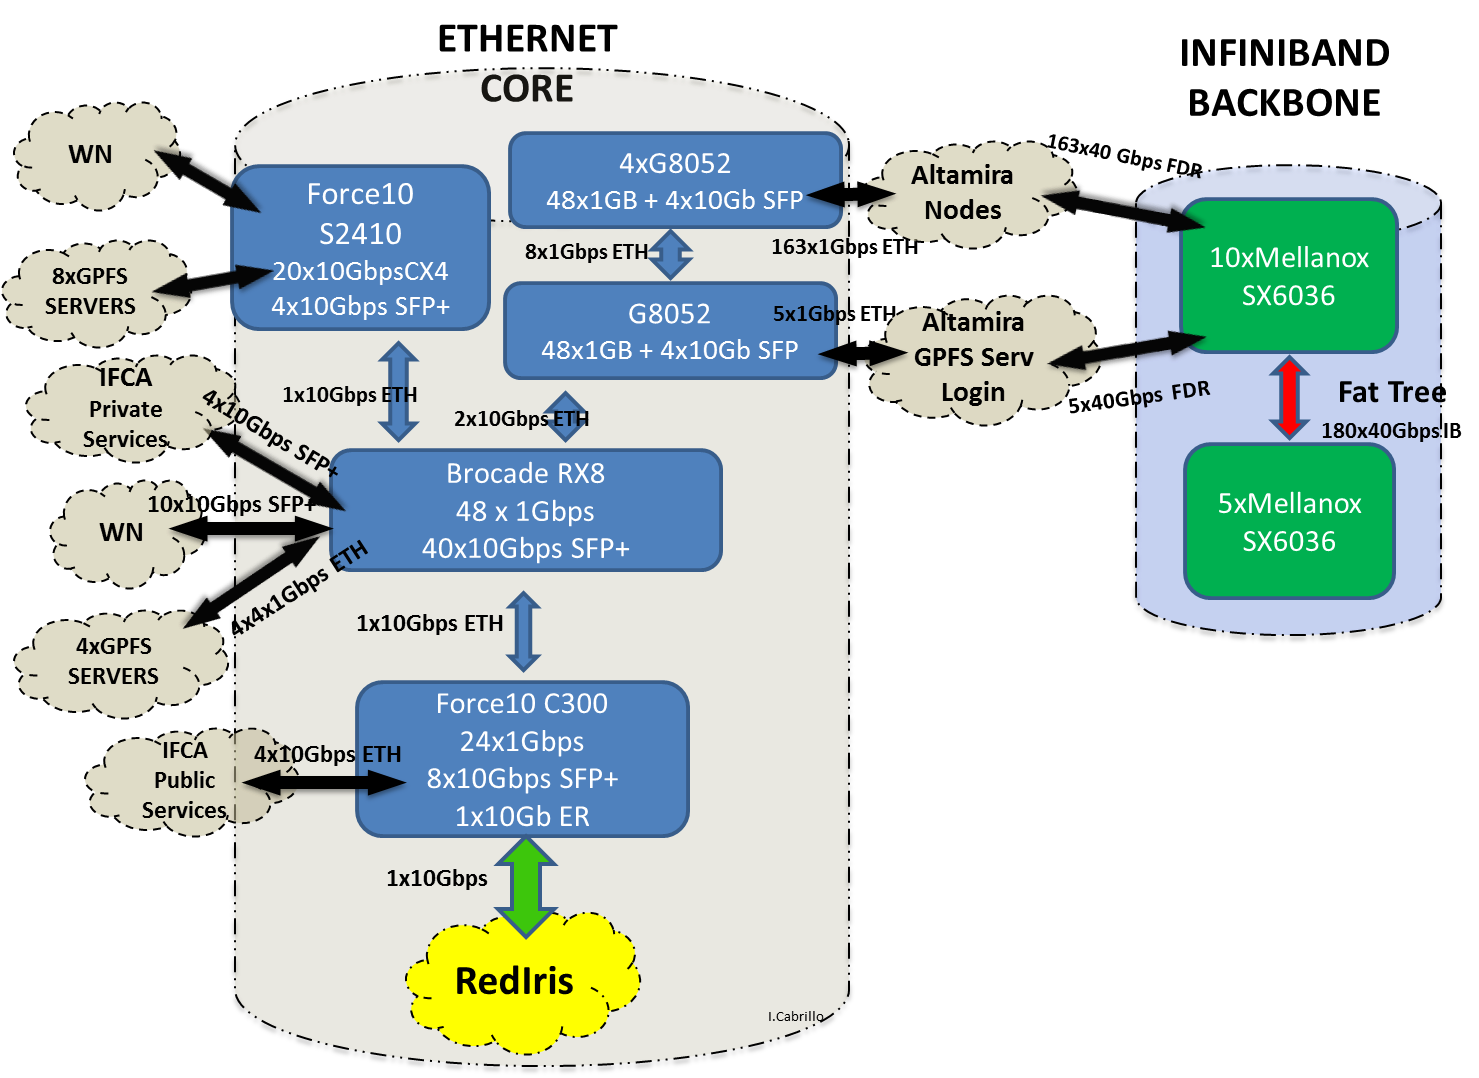 ETHERNET
CORE
INFINIBAND
BACKBONE
WN
Force10
S2410
20x10GbpsCX4
4x10Gbps SFP+
4xG8052
48x1GB + 4x10Gb SFP
Altamira
Nodes
163x40 Gbps FDR
8xGPFS
SERVERS
8x1Gbps ETH
163x1Gbps ETH
10xMellanox
SX6036
G8052
48x1GB + 4x10Gb SFP
5x1Gbps ETH
Altamira
GPFS Serv
Login
5x40Gbps FDR
Fat Tree
180x40Gbps IB
IFCA
Private
Services
4x10Gbps SFP+
1x10Gbps ETH
2x10Gbps ETH
Brocade RX8
48 x 1Gbps
40x10Gbps SFP+
WN
10x10Gbps SFP+
5xMellanox
SX6036
4x4x1Gbps ETH
4xGPFS
SERVERS
1x10Gbps ETH
Force10 C300
24x1Gbps
8x10Gbps SFP+
1x10Gb ER
IFCA
Public
Services
4x10Gbps ETH
1x10Gbps
RedIris
I.Cabrillo